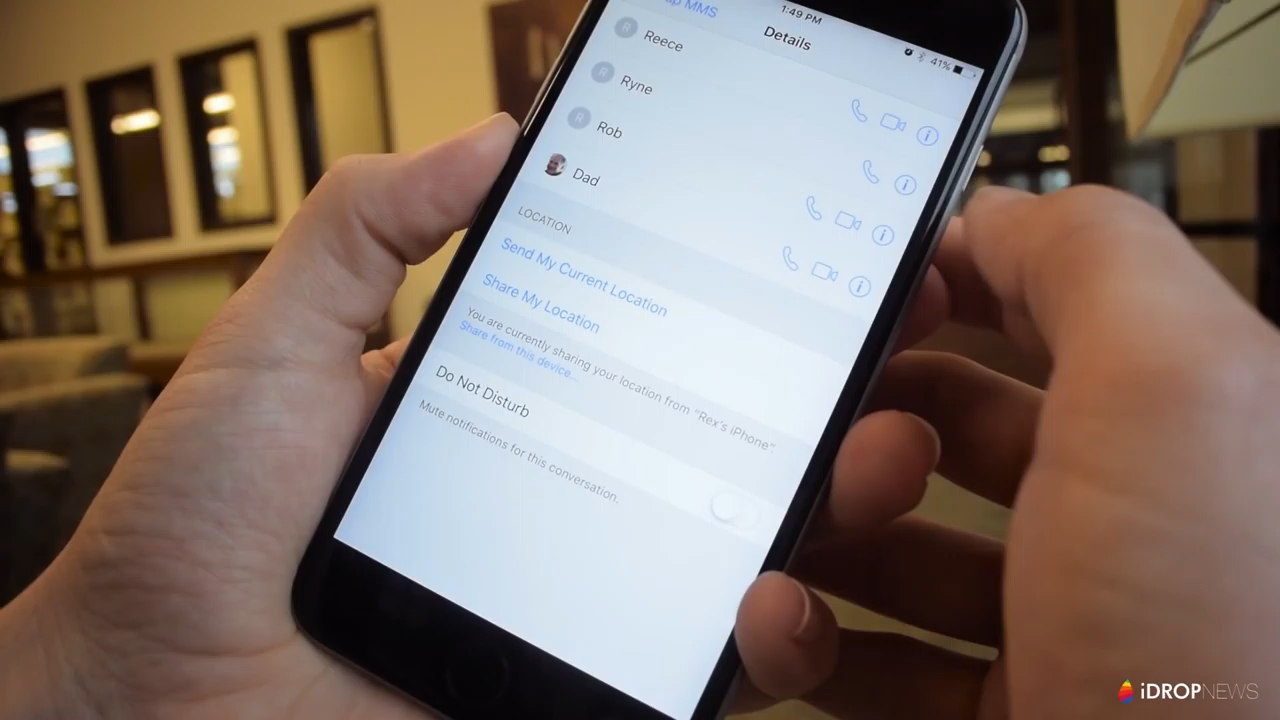 1:49 PM
up MMS
Details
41%
R Reece
R Ryne
R Rob
Dad
LOCATION
Send My Current Location
Share My Location
You are currently sharing your location from "Rex's iPhone".
Share from this device...
Do Not Disturb
Mute notifications for this conversation.
iDROPNEWS